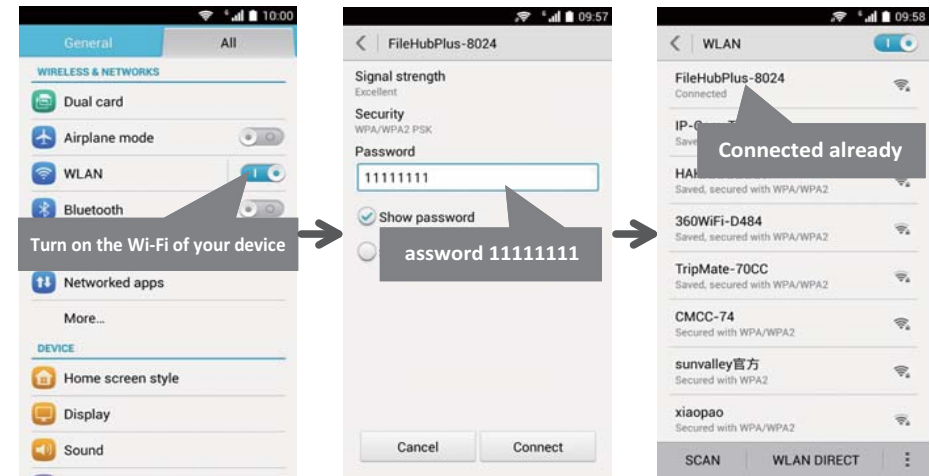 10:00
General All
WIRELESS & NETWORKS
Dual card
Airplane mode
WLAN
Bluetooth
Turn on the Wi-Fi of your device
Networked apps
More...
DEVICE
Home screen style
Display
Sound
09:57
FileHubPlus-8024
Signal strength
Excellent
Security
WPA/WPA2 PSK
Password
11111111
Show password
assword 11111111
Cancel Connect
09:58
WLAN
FileHubPlus-8024
Connected
Connected already
Saved, secured with WPA/WPA2
360WiFi-D484
Saved, secured with WPA/WPA2
TripMate-70CC
Saved, secured with WPA/WPA2
CMCC-74
Secured with WPA/WPA2
sunvalley官方
Secured with WPA2
xiaopao
Secured with WPA/WPA2
SCAN WLAN DIRECT